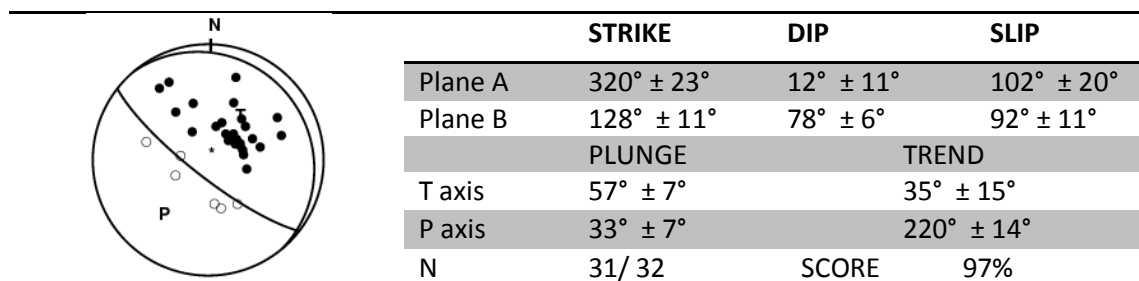 N
T
*
P
STRIKE DIP SLIP
Plane A 320° ± 23° 12° ± 11° 102° ± 20°
Plane B 128° ± 11° 78° ± 6° 92° ± 11°
PLUNGE TREND
T axis 57° ± 7° 35° ± 15°
P axis 33° ± 7° 220° ± 14°
N 31/ 32 SCORE 97%